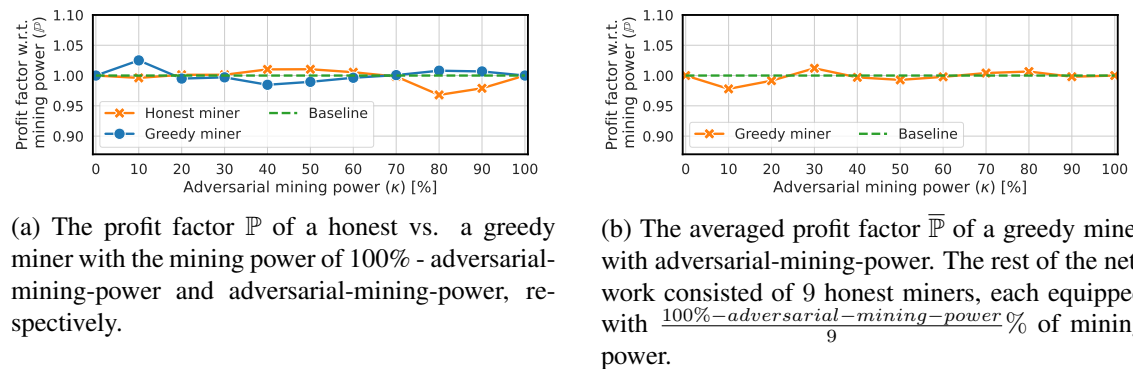 Profit factor w.r.t.
mining power (ℙ)
1.10
1.05
1.00
0.95
0.90
Honest miner
Greedy miner
Baseline
0 10 20 30 40 50 60 70 80 90 100
Adversarial mining power (κ) [%]
(a) The profit factor ℙ of a honest vs. a greedy
miner with the mining power of 100% - adversarial-
mining-power and adversarial-mining-power, re-
spectively.
Profit factor w.r.t.
mining power (ℙ)
1.10
1.05
1.00
0.95
0.90
Greedy miner
Baseline
0 10 20 30 40 50 60 70 80 90 100
Adversarial mining power (κ) [%]
(b) The averaged profit factor ℙ̅ of a greedy mine
with adversarial-mining-power. The rest of the net
work consisted of 9 honest miners, each equipped
with (100%−adversarial−mining−power)/9 % of mining
power.